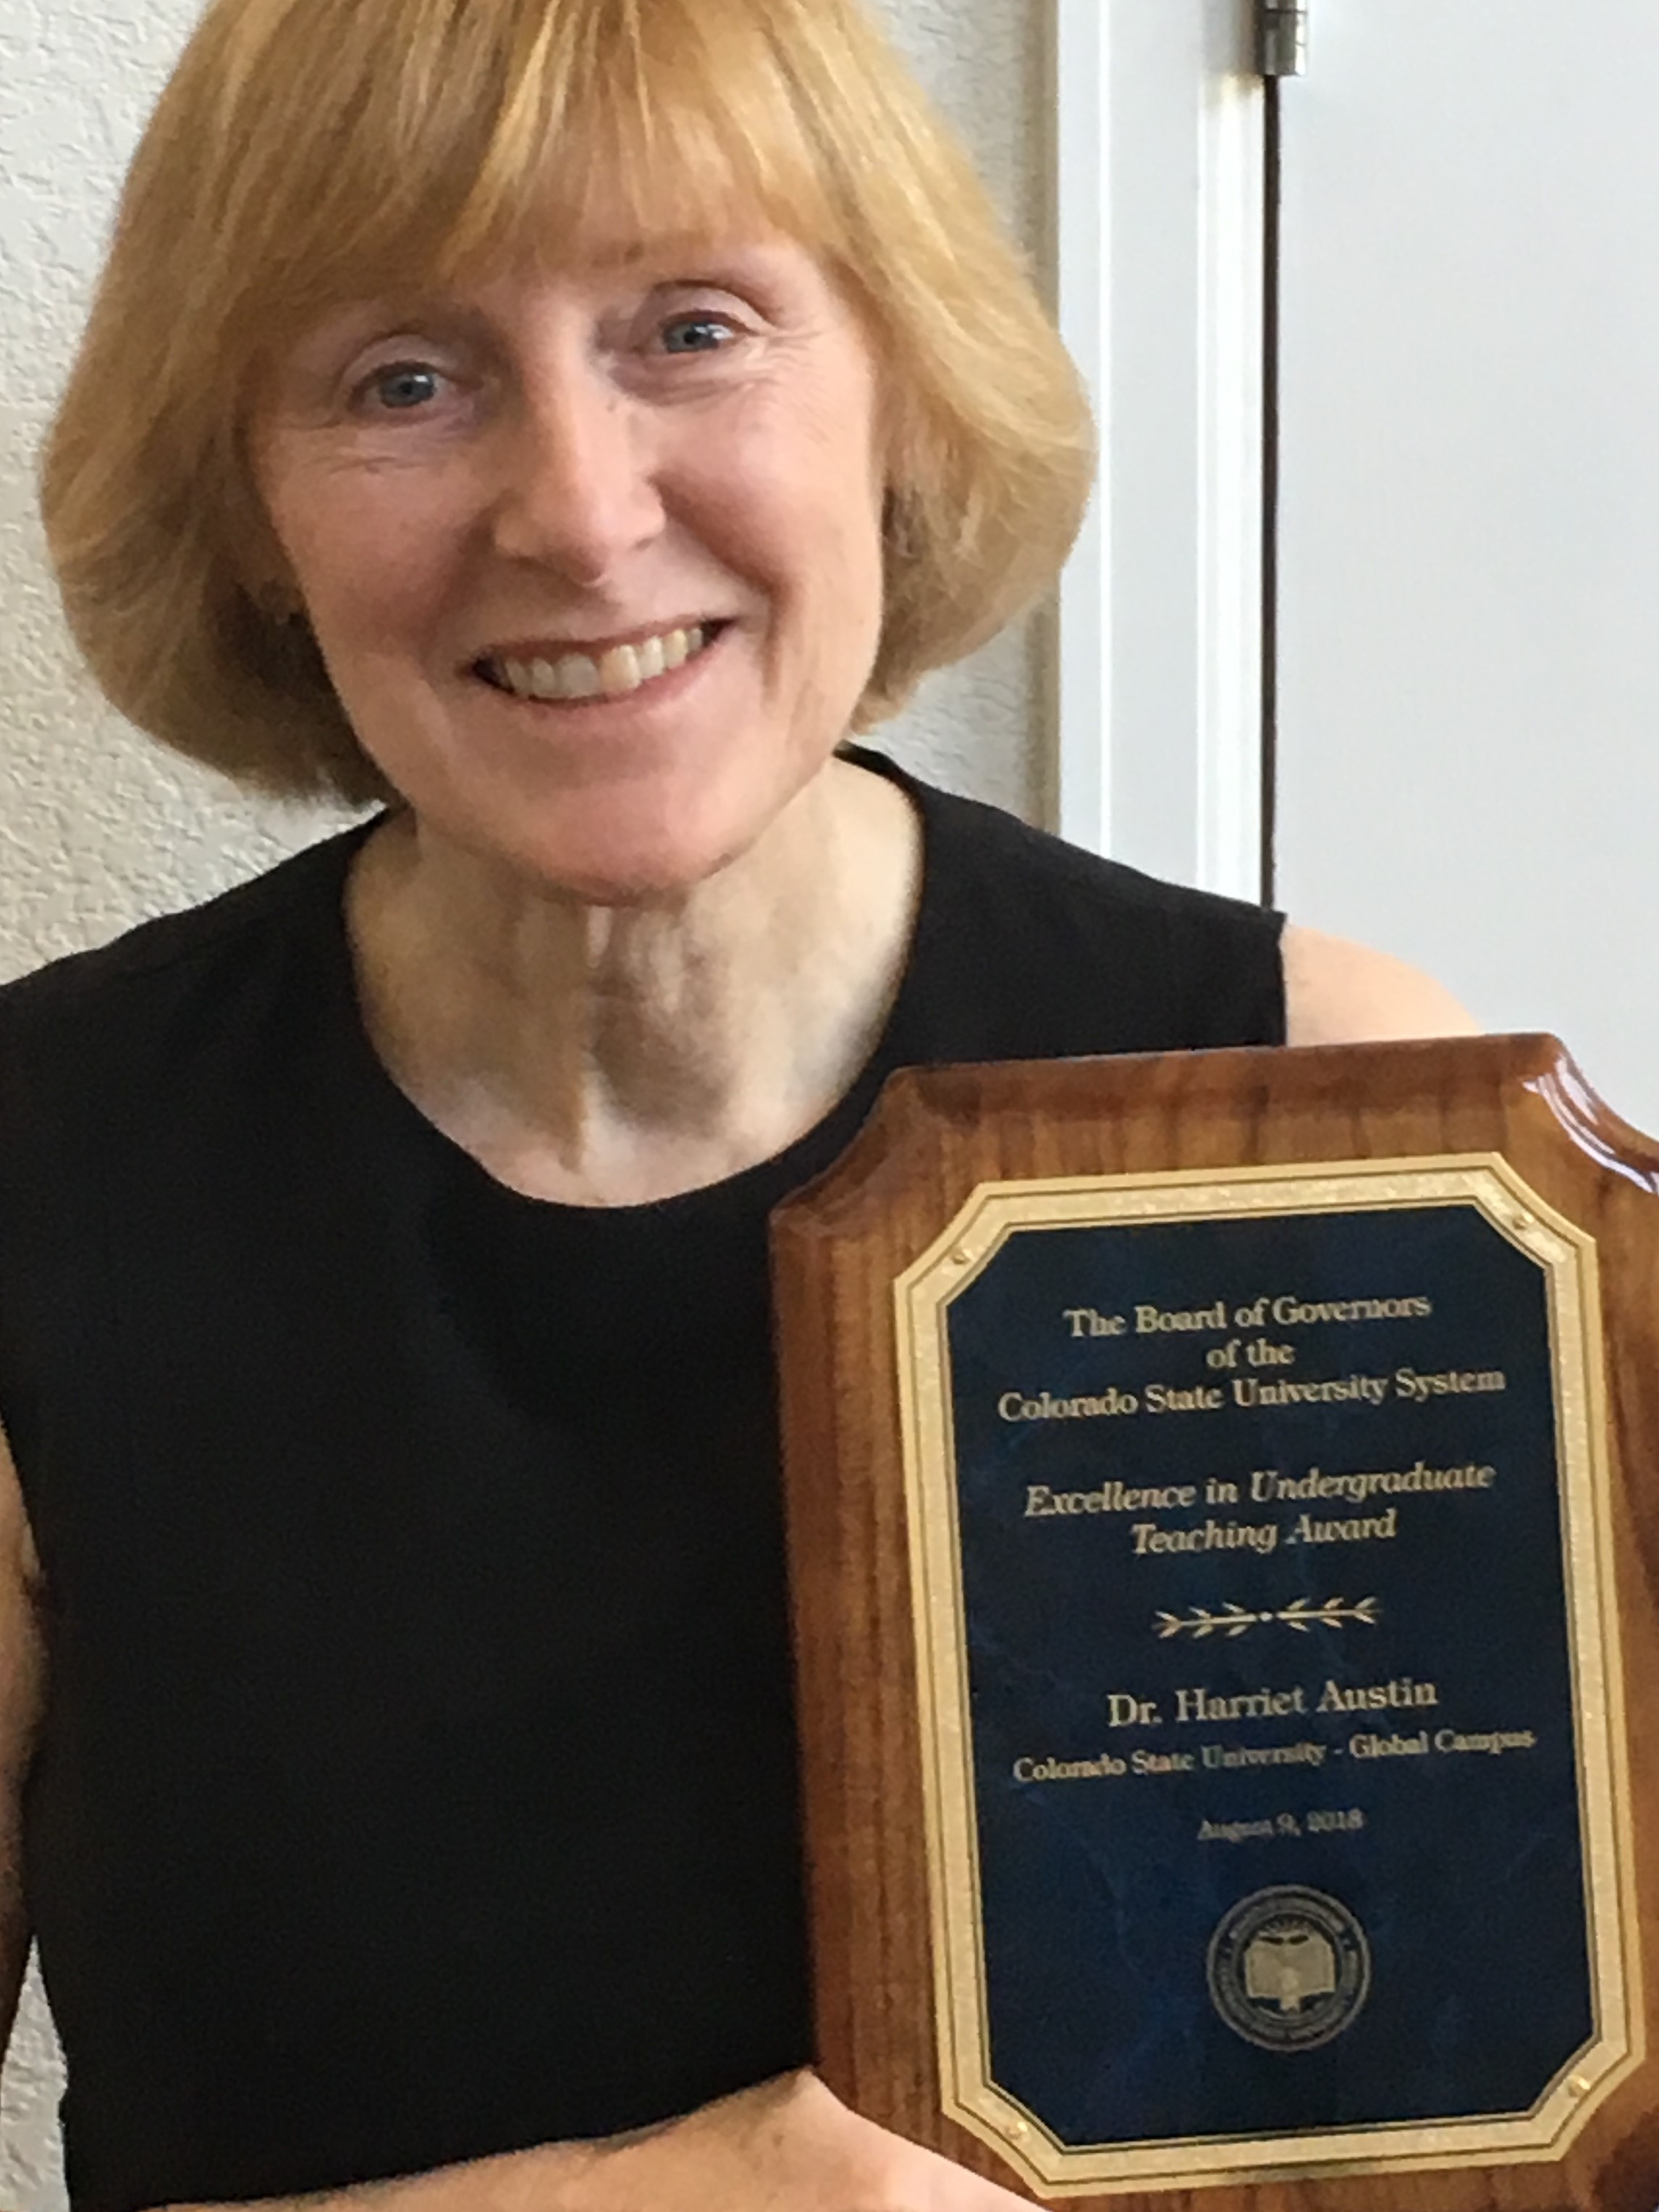 The Board of Governors
of the
Colorado State University System
Excellence in Undergraduate
Teaching Award
Dr. Harriet Austin
Colorado State University - Global Campus
August 9, 2018